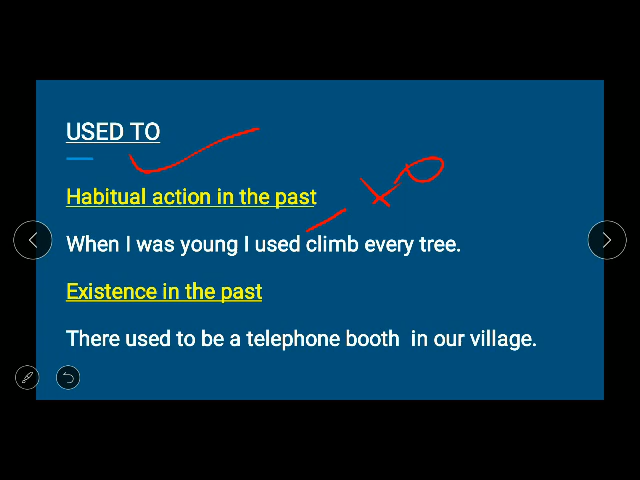 USED TO
Habitual action in the past
When I was young I used climb every tree.
Existence in the past
There used to be a telephone booth in our village.